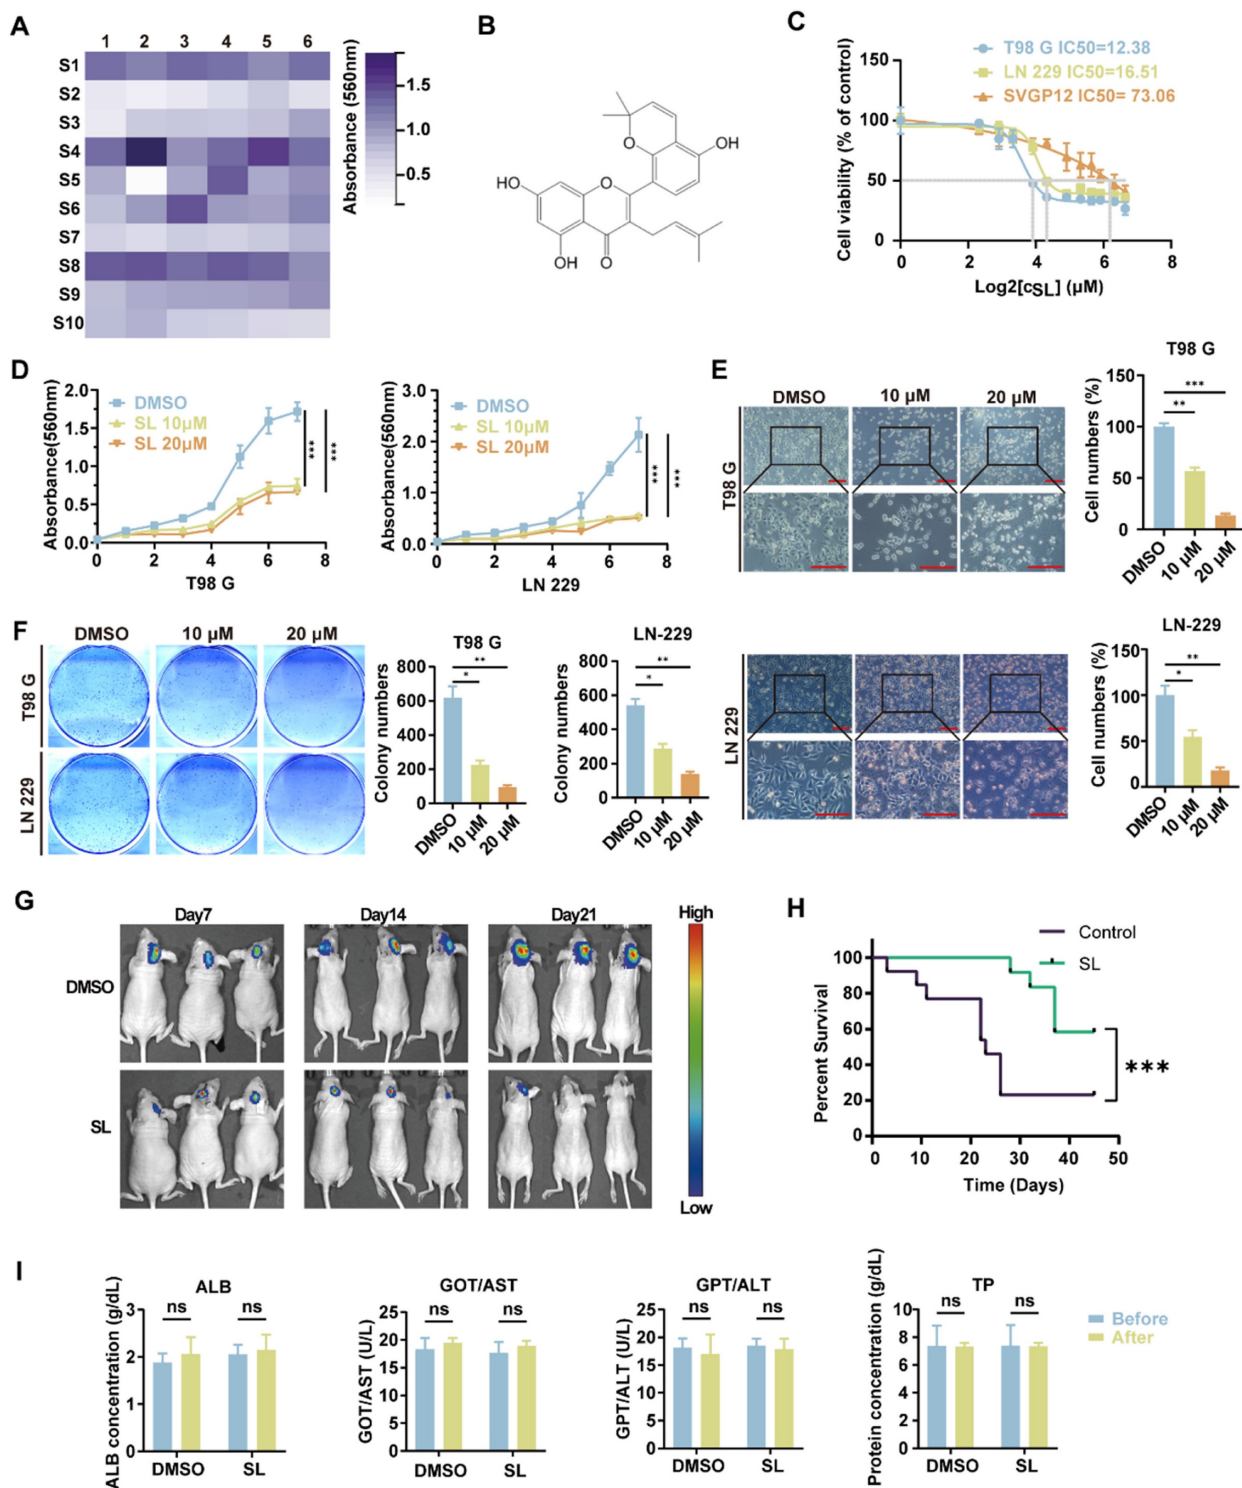 A
1 2 3 4 5 6
S1
S2
S3
S4
S5
S6
S7
S8
S9
S10
Absorbance (560nm)
1.5
1.0
0.5
B
O
OH
HO
O
OH
O
C
T98 G IC50=12.38
LN 229 IC50=16.51
SVGP12 IC50= 73.06
Cell viability (% of control)
150
100
50
0
0 2 4 6 8
Log2[cSL] (μM)
D
Absorbance(560nm)
2.0
1.5
1.0
0.5
0.0
DMSO
SL 10μM
SL 20μM
***
***
0 2 4 6 8
T98 G
Absorbance(560nm)
3.0
2.0
1.0
0.0
DMSO
SL 10μM
SL 20μM
***
***
0 1 2 3 4 5 6 7 8
LN 229
E
DMSO 10 μM 20 μM
T98 G
T98 G
Cell numbers (%)
150
100
50
0
***
**
DMSO 10 μM 20 μM
LN 229
LN-229
Cell numbers (%)
150
100
50
0
**
*
DMSO 10 μM 20 μM
F
DMSO 10 μM 20 μM
T98 G
LN 229
T98 G
Colony numbers
800
600
400
200
0
**
*
DMSO 10 μM 20 μM
LN-229
Colony numbers
800
600
400
200
0
**
*
DMSO 10 μM 20 μM
G
Day7 Day14 Day21
DMSO
SL
High
Low
H
Control
SL
Percent Survival
100
80
60
40
20
0
***
0 10 20 30 40 50
Time (Days)
I
ALB
ALB concentration (g/dL)
3
2
1
0
ns ns
DMSO SL
GOT/AST
GOT/AST (U/L)
25
20
15
10
5
0
ns ns
DMSO SL
GPT/ALT
GPT/ALT (U/L)
25
20
15
10
5
0
ns ns
DMSO SL
TP
Protein concentration (g/dL)
10
8
6
4
2
0
ns ns
DMSO SL
Before
After